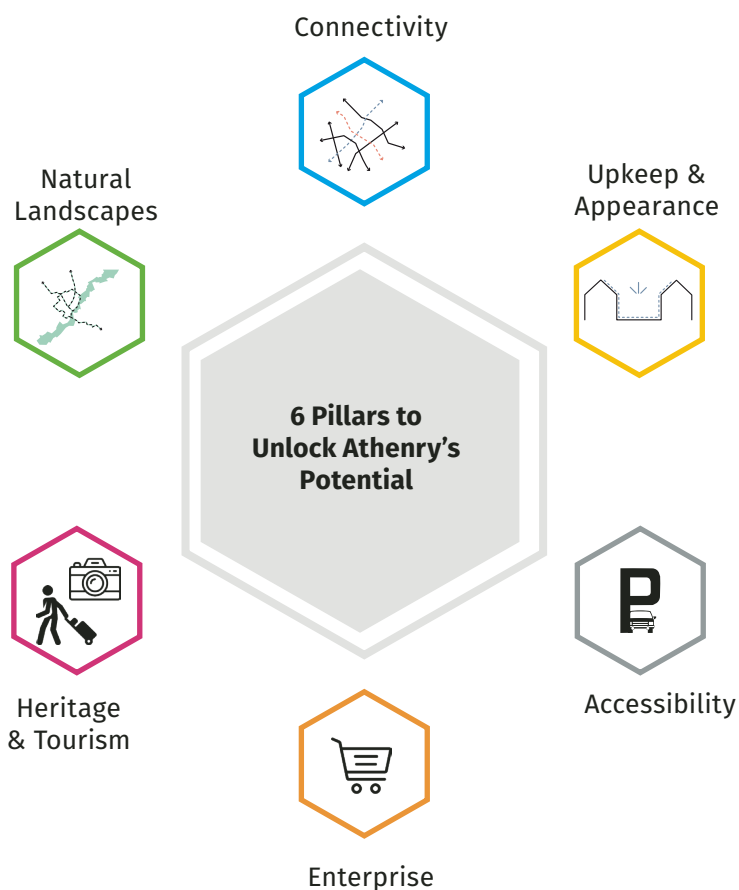 Connectivity
Natural
Landscapes
Upkeep &
Appearance
6 Pillars to
Unlock Athenry’s
Potential
P
Heritage
& Tourism
Accessibility
Enterprise